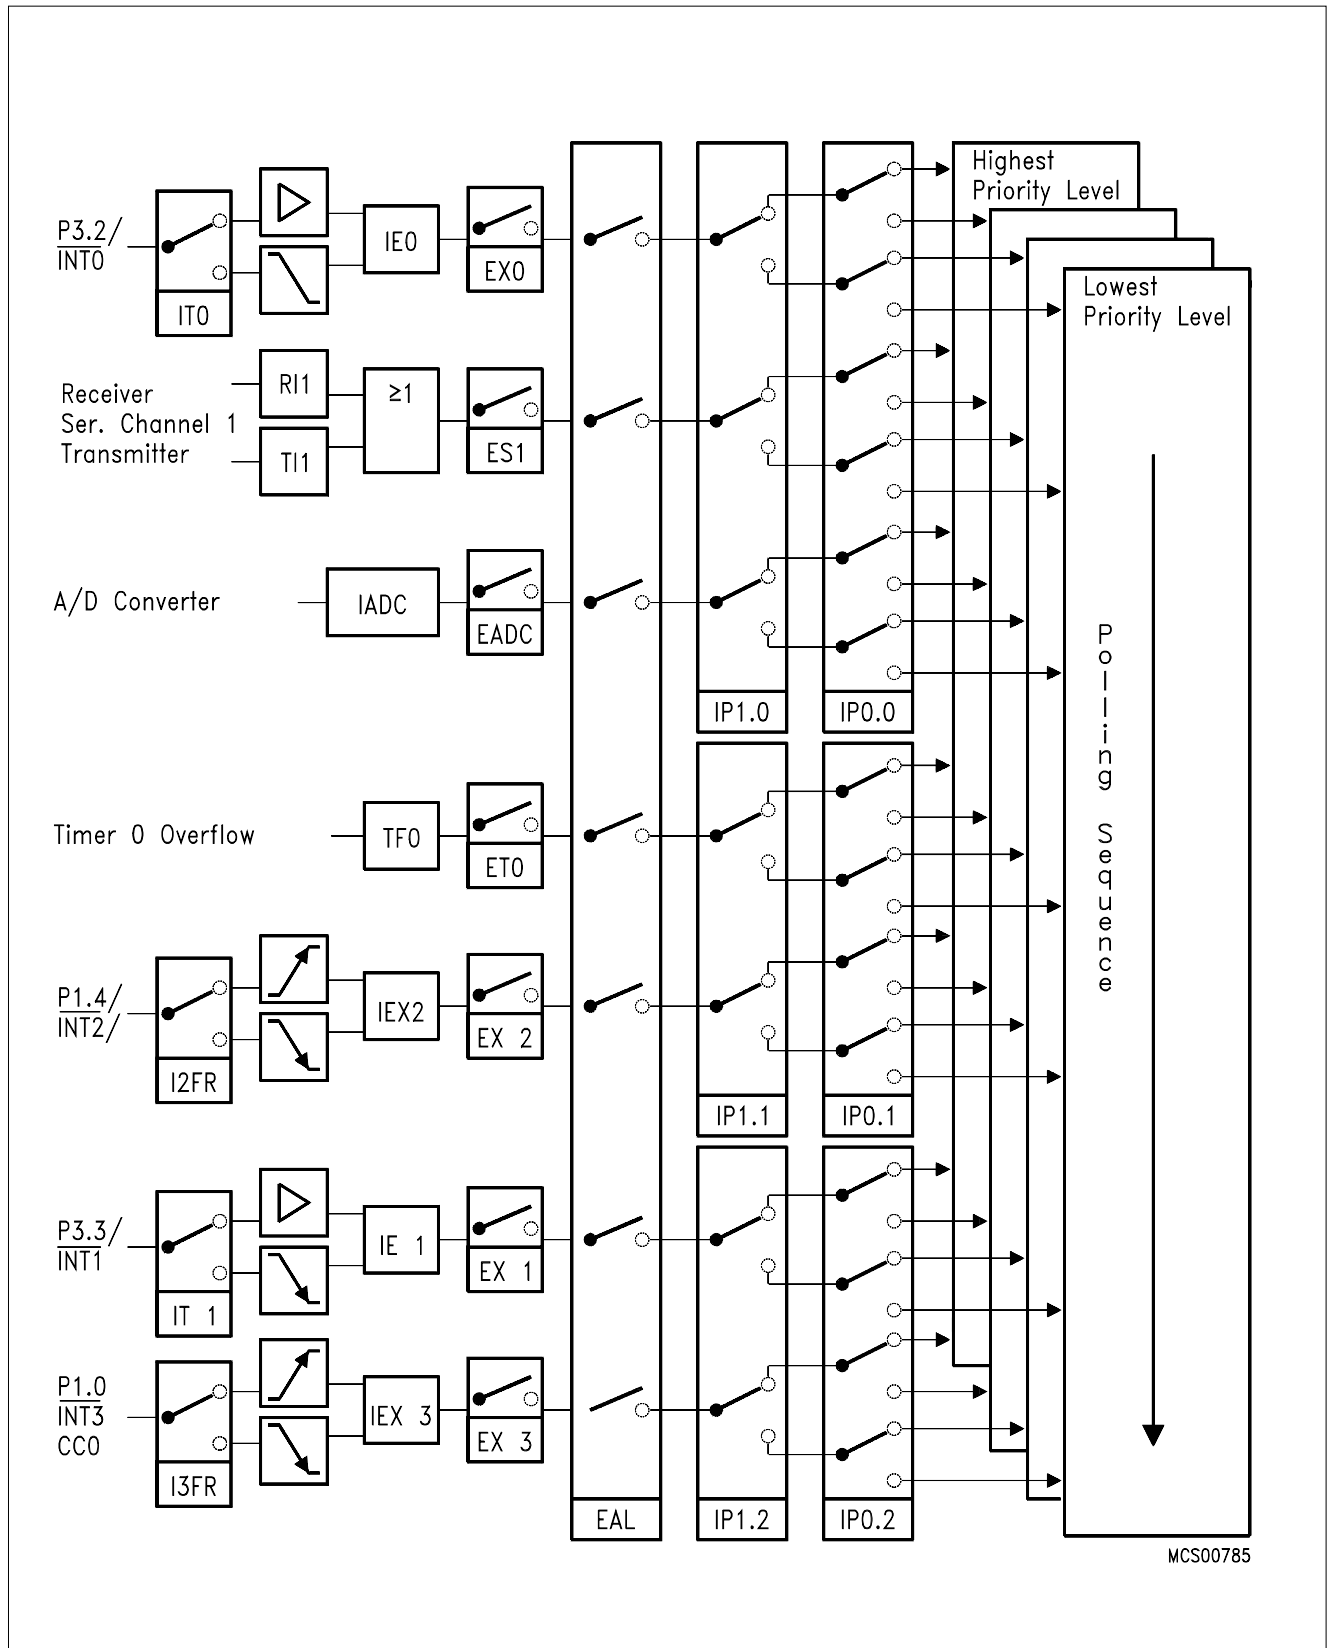 Highest
Priority Level
Lowest
Priority Level
P3.2/
INT0
IT0
IE0
EX0
Receiver
Ser. Channel 1
Transmitter
RI1
TI1
≥1
ES1
A/D Converter
IADC
EADC
IP1.0
IP0.0
Timer 0 Overflow
TF0
ET0
P1.4/
INT2/
I2FR
IEX2
EX 2
IP1.1
IP0.1
P3.3/
INT1
IT 1
IE 1
EX 1
P1.0
INT3
CC0
I3FR
IEX 3
EX 3
EAL
IP1.2
IP0.2
Polling Sequence
MCS00785